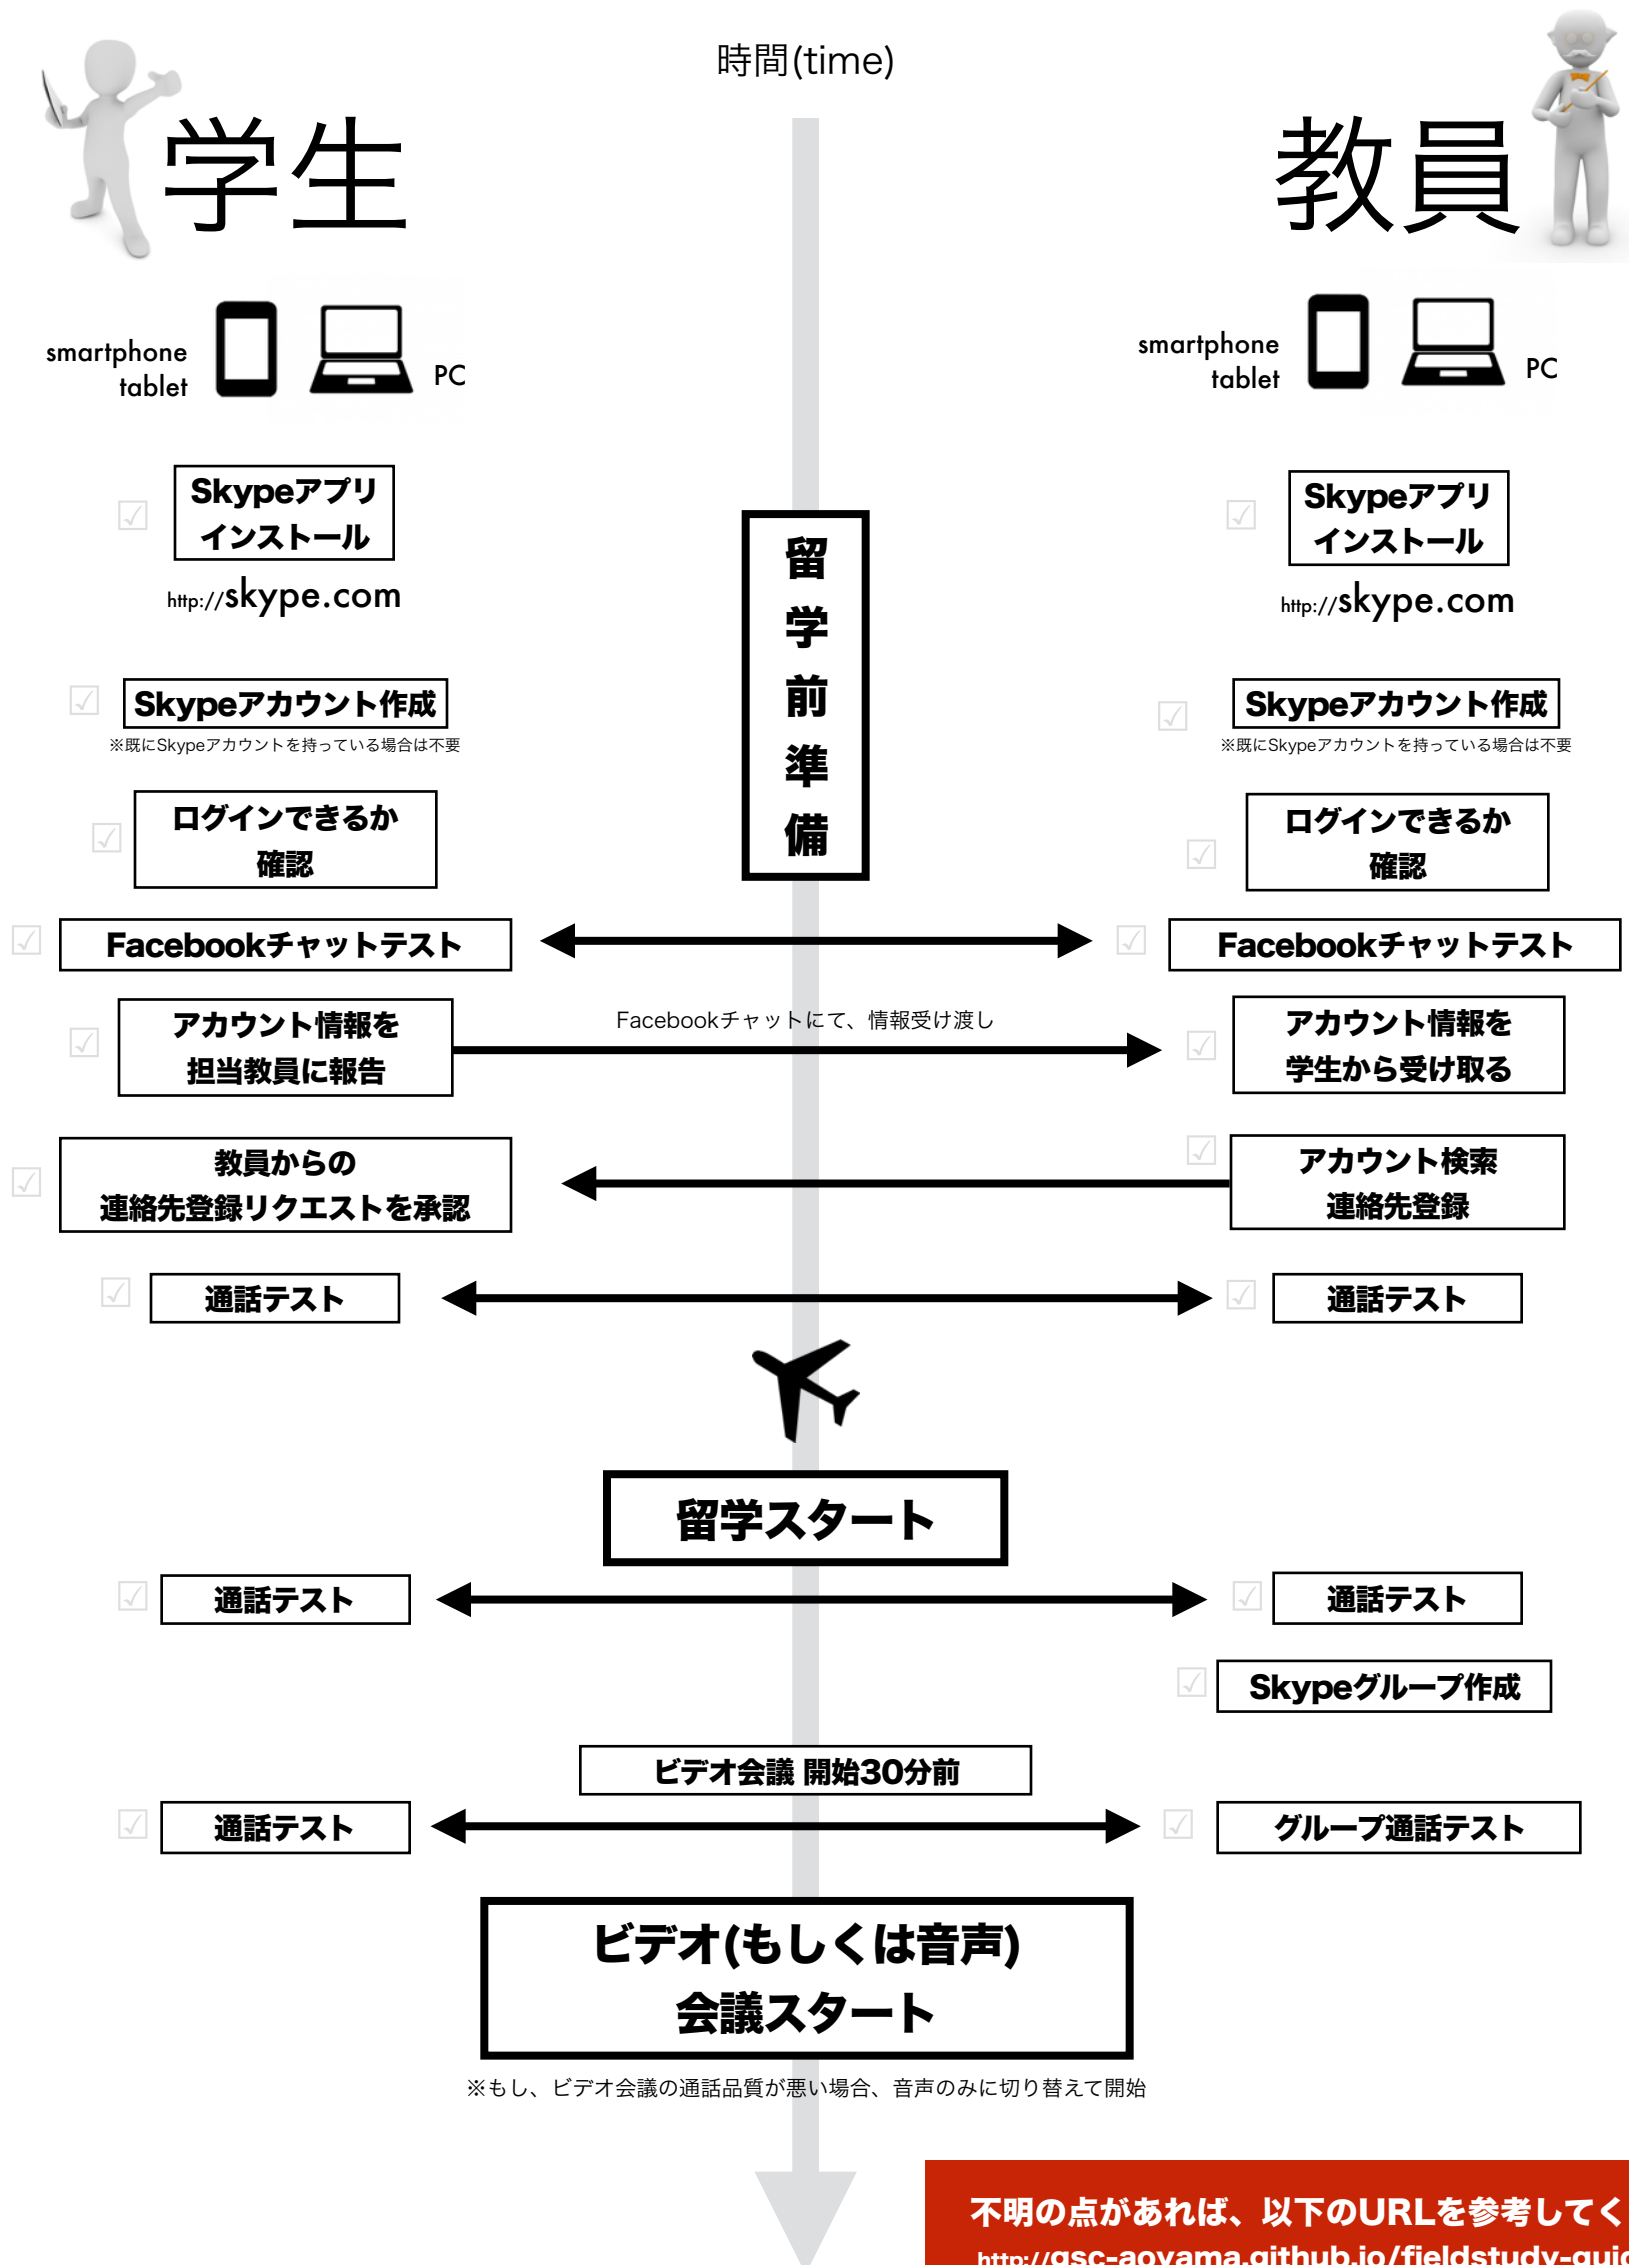 時間(time)
学生
教員
smartphone
tablet
PC
smartphone
tablet
PC
Skypeアプリ
インストール
http://skype.com
Skypeアプリ
インストール
http://skype.com
留
学
前
準
備
Skypeアカウント作成
※既にSkypeアカウントを持っている場合は不要
Skypeアカウント作成
※既にSkypeアカウントを持っている場合は不要
ログインできるか
確認
ログインできるか
確認
Facebookチャットテスト
Facebookチャットテスト
アカウント情報を
担当教員に報告
Facebookチャットにて、情報受け渡し
アカウント情報を
学生から受け取る
教員からの
連絡先登録リクエストを承認
アカウント検索
連絡先登録
通話テスト
通話テスト
留学スタート
通話テスト
通話テスト
Skypeグループ作成
ビデオ会議 開始30分前
通話テスト
グループ通話テスト
ビデオ(もしくは音声)
会議スタート
※もし、ビデオ会議の通話品質が悪い場合、音声のみに切り替えて開始
不明の点があれば、以下のURLを参考してく
http://gsc-aoyama.github.io/fieldstudy-guid